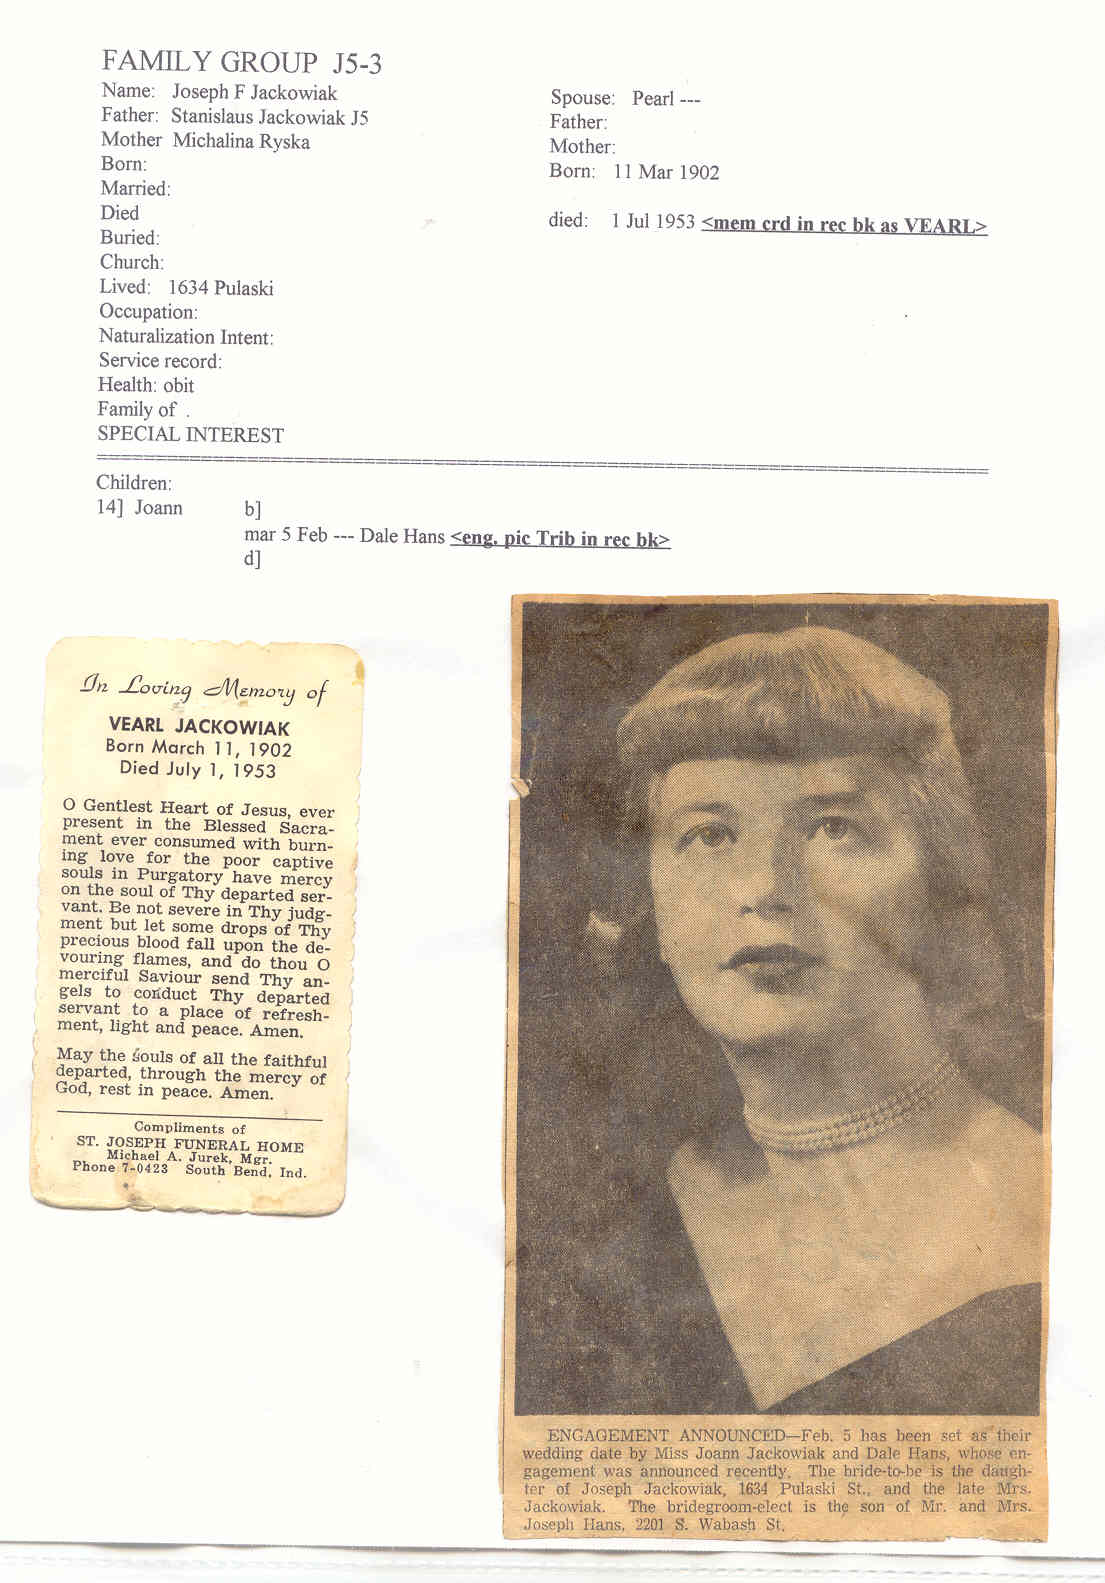 FAMILY GROUP J5-3
Name: Joseph F Jackowiak
Father: Stanislaus Jackowiak J5
Mother Michalina Ryska
Born:
Married:
Died
Buried:
Church:
Lived: 1634 Pulaski
Occupation:
Naturalization Intent:
Service record:
Health: obit
Family of .
SPECIAL INTEREST
Spouse: Pearl ---
Father:
Mother:
Born: 11 Mar 1902
died: 1 Jul 1953 <mem crd in rec bk as VEARL>
Children:
14] Joann b]
mar 5 Feb --- Dale Hans <eng. pic Trib in rec bk>
d]
In Loving Memory of
VEARL JACKOWIAK
Born March 11, 1902
Died July 1, 1953
O Gentlest Heart of Jesus, ever
present in the Blessed Sacra-
ment ever consumed with burn-
ing love for the poor captive
souls in Purgatory have mercy
on the soul of Thy departed ser-
vant. Be not severe in Thy judg-
ment but let some drops of Thy
precious blood fall upon the de-
vouring flames, and do thou O
merciful Saviour send Thy an-
gels to conduct Thy departed
servant to a place of refresh-
ment, light and peace. Amen.
May the souls of all the faithful
departed, through the mercy of
God, rest in peace. Amen.
Compliments of
ST. JOSEPH FUNERAL HOME
Michael A. Jurek, Mgr.
Phone 7-0423 South Bend, Ind.
ENGAGEMENT ANNOUNCED—Feb. 5 has been set as their
wedding date by Miss Joann Jackowiak and Dale Hans, whose en-
gagement was announced recently. The bride-to-be is the daugh-
ter of Joseph Jackowiak, 1634 Pulaski St., and the late Mrs.
Jackowiak. The bridegroom-elect is the son of Mr. and Mrs.
Joseph Hans, 2201 S. Wabash St.